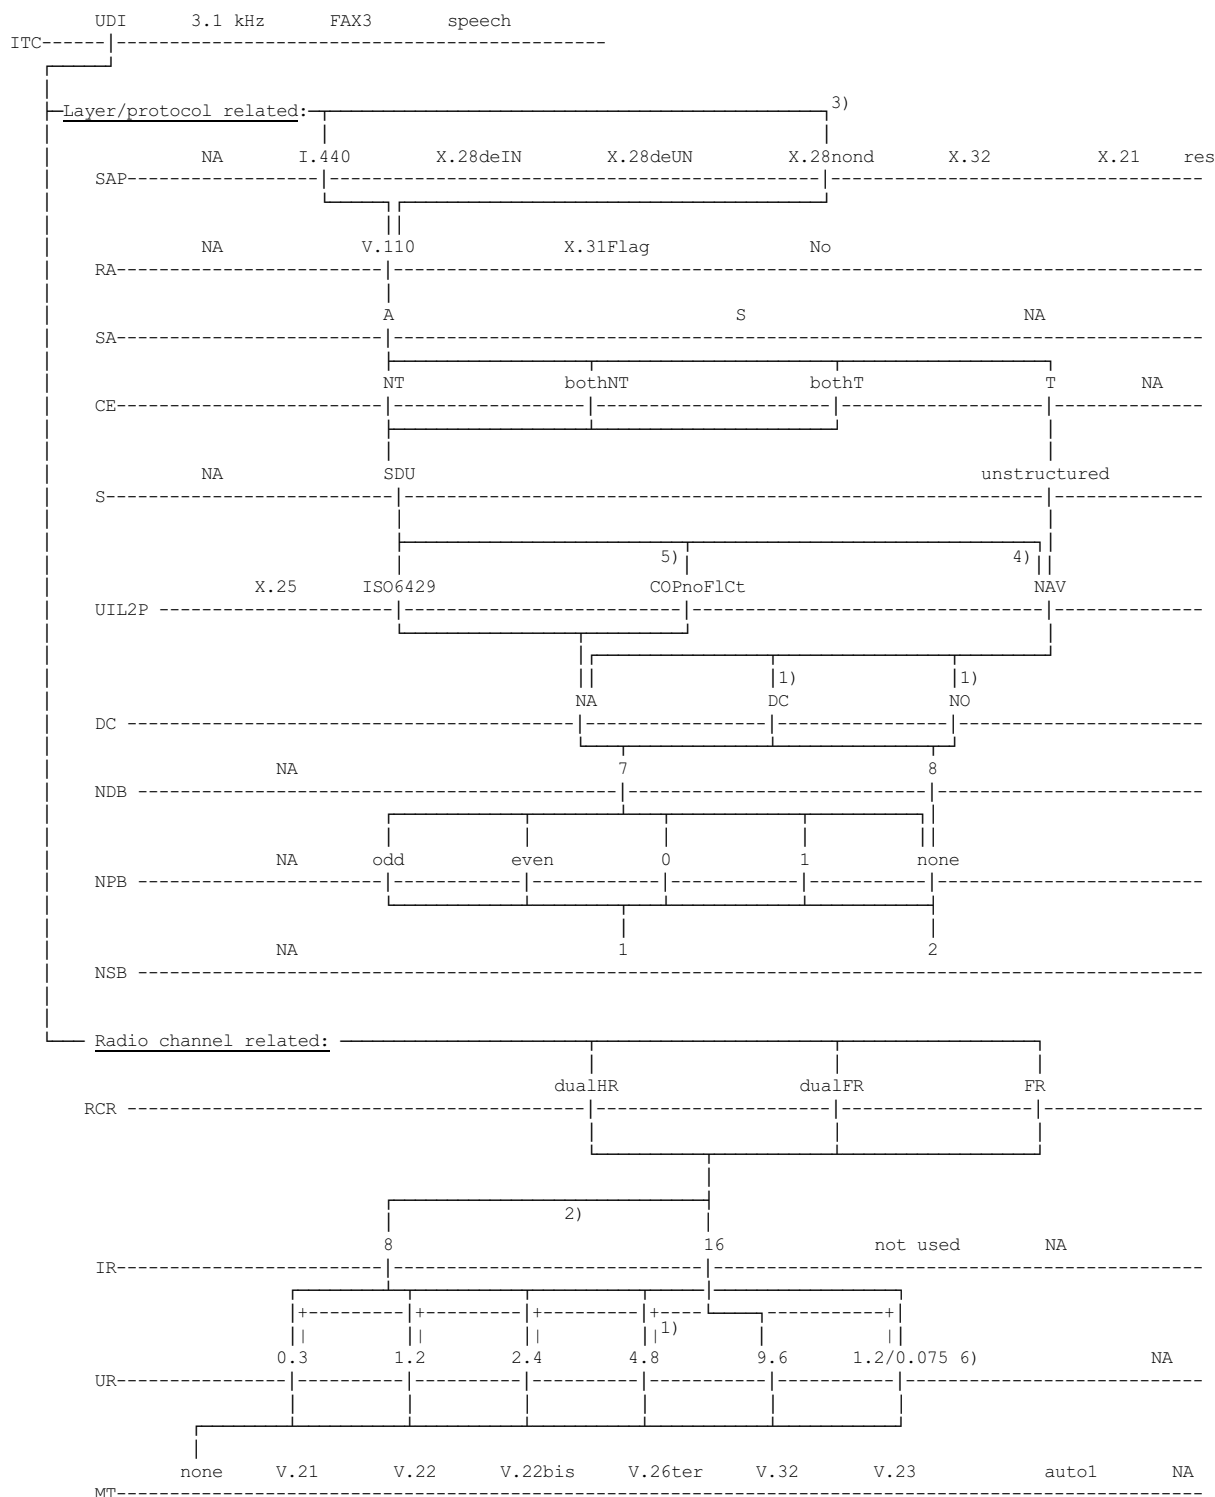 UDI 3.1 kHz FAX3 speech
ITC
Layer/protocol related: 3)
NA I.440 X.28deIN X.28deUN X.28nond X.32 X.21 res
SAP
NA V.110 X.31Flag No
RA
A S NA
SA
NT bothNT bothT T NA
CE
NA SDU unstructured
S
5) 4)
X.25 ISO6429 COPnoFlCt NAV
UIL2P
1) 1)
NA DC NO
DC
NA 7 8
NDB
NA odd even 0 1 none
NPB
NA 1 2
NSB
Radio channel related:
dualHR dualFR FR
RCR
2)
8 16 not used NA
IR
1)
0.3 1.2 2.4 4.8 9.6 1.2/0.075 6) NA
UR
none V.21 V.22 V.22bis V.26ter V.32 V.23 auto1 NA
MT